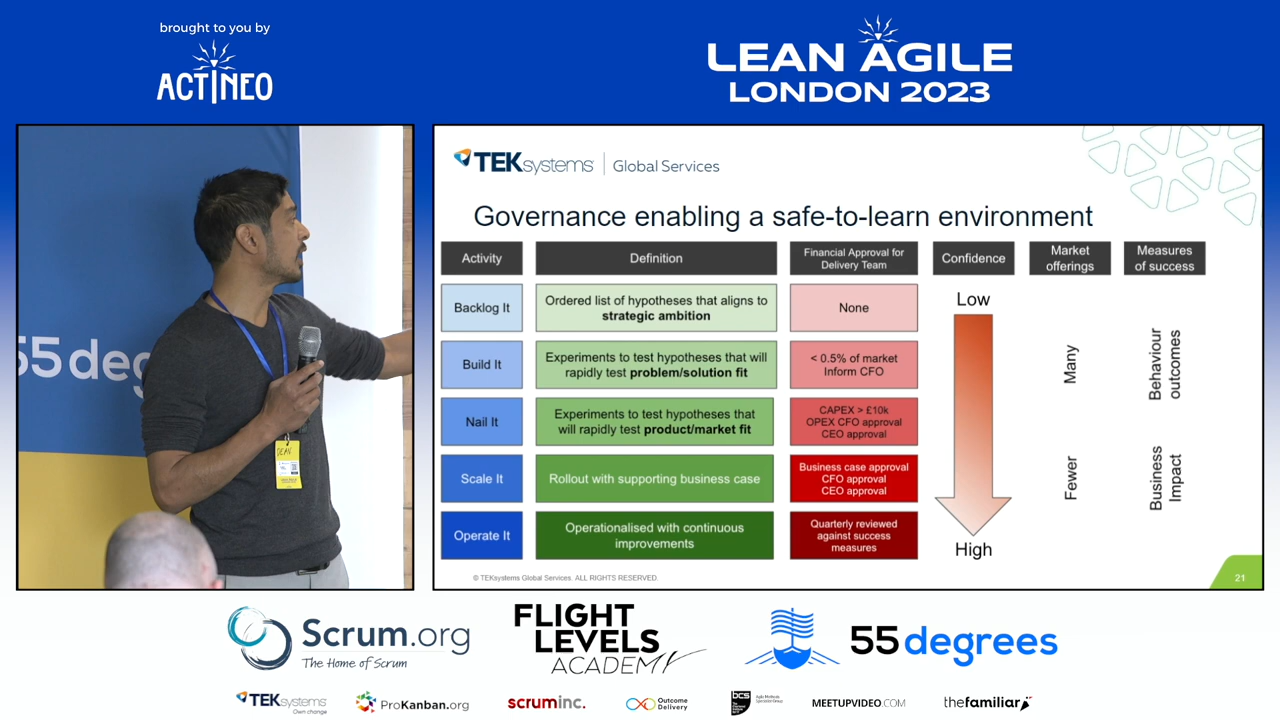 brought to you by
ACTINEO
LEAN AGILE
LONDON 2023
55 deg
DEAN
TEKsystems Global Services
Governance enabling a safe-to-learn environment
Activity
Definition
Financial Approval for
Delivery Team
Confidence
Market
offerings
Measures
of success
Backlog It
Ordered list of hypotheses that aligns to
strategic ambition
None
Low
Build It
Experiments to test hypotheses that will
rapidly test problem/solution fit
< 0.5% of market
Inform CFO
Many
Behaviour
outcomes
Nail It
Experiments to test hypotheses that
will rapidly test product/market fit
CAPEX > £10k
OPEX CFO approval
CEO approval
Scale It
Rollout with supporting business case
Business case approval
CFO approval
CEO approval
Fewer
Business
Impact
Operate It
Operationalised with continuous
improvements
Quarterly reviewed
against success
measures
High
© TEKsystems Global Services. ALL RIGHTS RESERVED.
21
Scrum.org
The Home of Scrum
FLIGHT
LEVELS
ACADEMY
55degrees
TEKsystems
Own change
ProKanban.org
scruminc.
Outcome
Delivery
bcs
MEETUPVIDEO.COM
thefamiliar